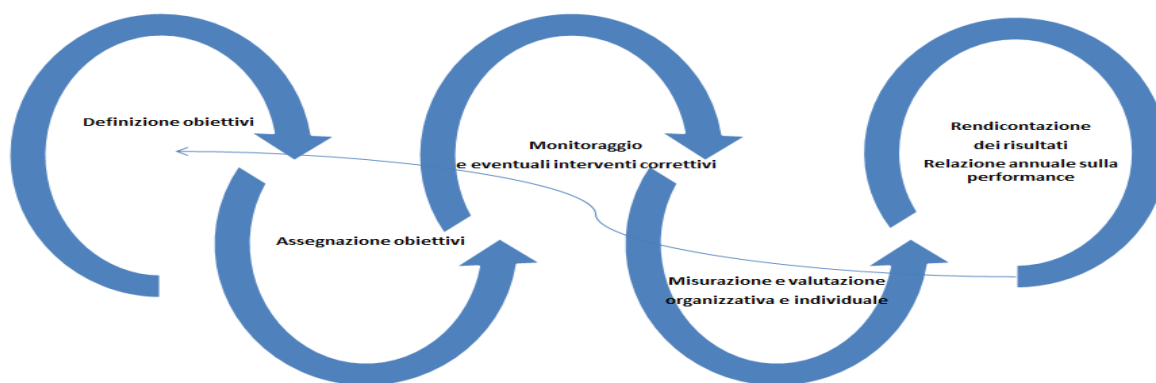 Definizione obiettivi
Assegnazione obiettivi
Monitoraggio
e eventuali interventi correttivi
Misurazione e valutazione
organizzativa e individuale
Rendicontazione
dei risultati
Relazione annuale sulla
performance